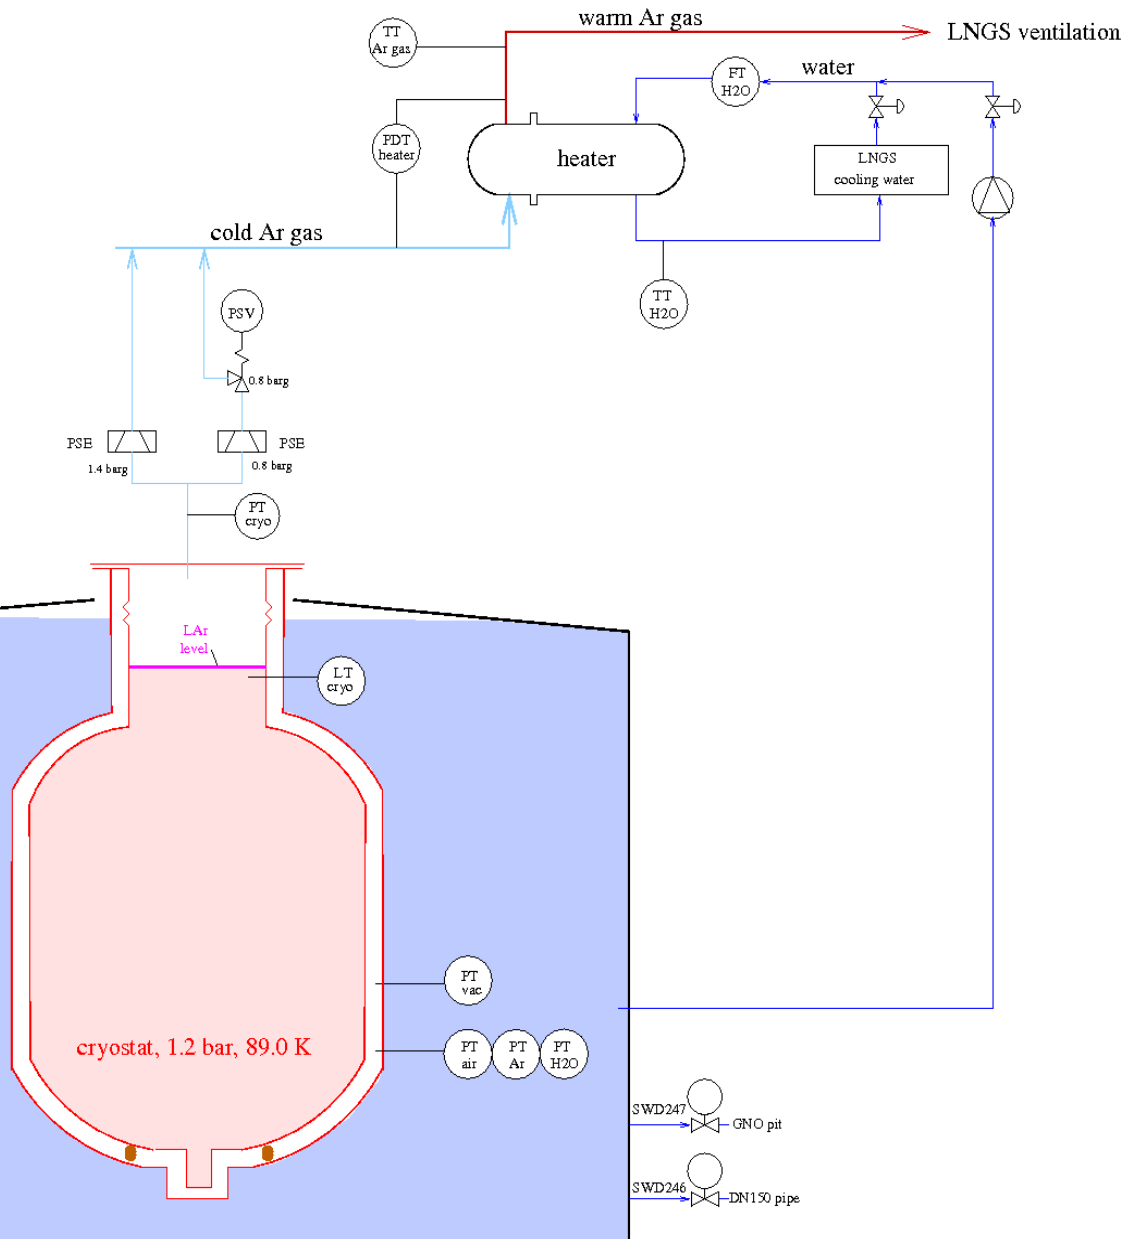 warm Ar gas
LNGS ventilation
TT
Ar gas
FT
H2O
water
PDT
heater
heater
LNGS
cooling water
cold Ar gas
TT
H2O
PSV
0.8 barg
PSE
1.4 barg
PSE
0.8 barg
PT
cryo
LAr
level
LT
cryo
PT
vac
cryostat, 1.2 bar, 89.0 K
PT
air
PT
Ar
PT
H2O
SWD247
GNO pit
SWD246
DN150 pipe